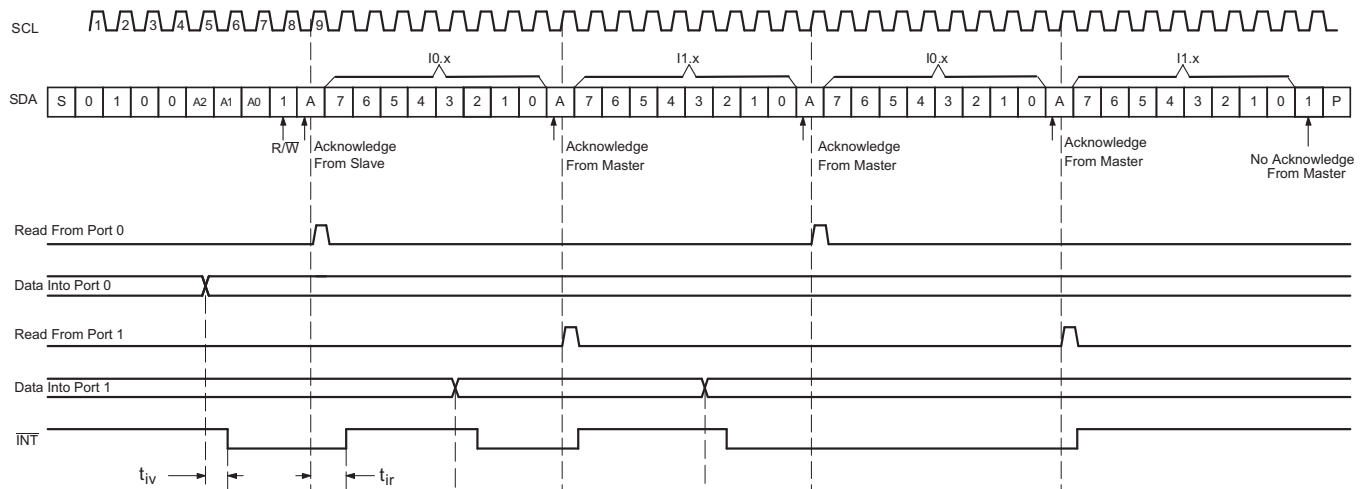 SCL 1 2 3 4 5 6 7 8 9
I0.x I1.x I0.x I1.x
SDA S 0 1 0 0 A2 A1 A0 1 A 7 6 5 4 3 2 1 0 A 7 6 5 4 3 2 1 0 A 7 6 5 4 3 2 1 0 A 7 6 5 4 3 2 1 0 1 P
R/W̅
Acknowledge
From Slave
Acknowledge
From Master
Acknowledge
From Master
Acknowledge
From Master
No Acknowledge
From Master
Read From Port 0
Data Into Port 0
Read From Port 1
Data Into Port 1
I̅N̅T̅
tiv tir